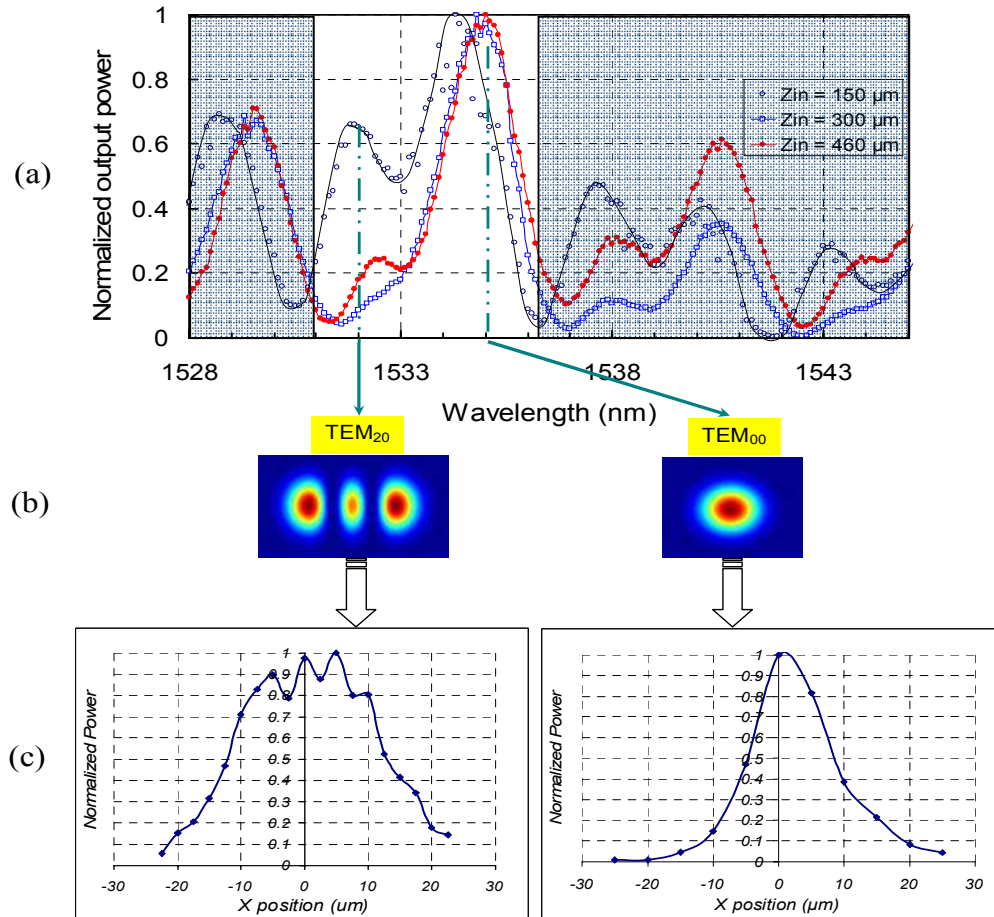 (a)
Normalized output power
1
0.8
0.6
0.4
0.2
0
Zin = 150 µm
Zin = 300 µm
Zin = 460 µm
1528 1533 1538 1543
Wavelength (nm)
(b)
TEM20
TEM00
(c)
Normalized Power
1
0.9
0.8
0.7
0.6
0.5
0.4
0.3
0.2
0.1
0
-30 -20 -10 0 10 20 30
X position (um)
Normalized Power
1
0.9
0.8
0.7
0.6
0.5
0.4
0.3
0.2
0.1
0
-30 -20 -10 0 10 20 30
X position (µm)